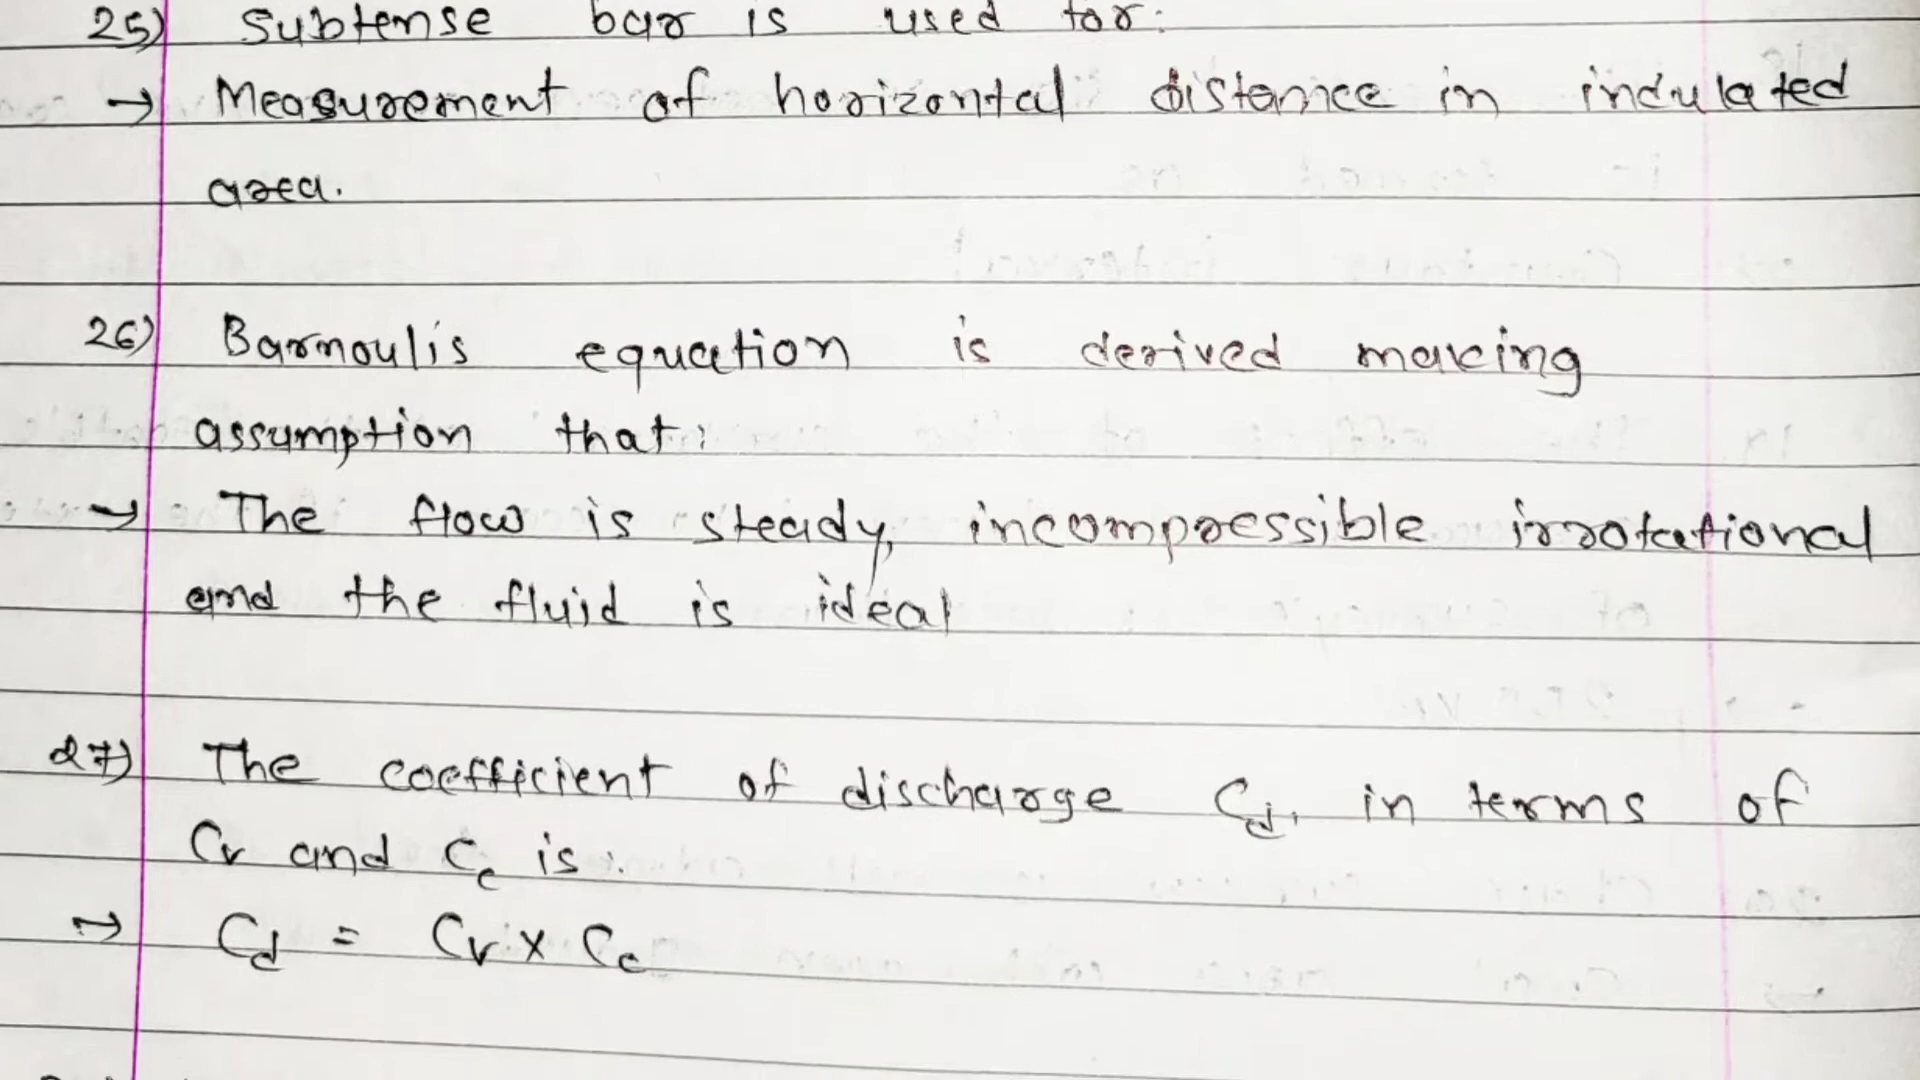 25) Subtense bar is used for:
→ Measurement of horizontal distance in indulated
area.
26) Barnoulis equation is derived making
assumption that:
→ The flow is steady, incompressible irrotational
and the fluid is ideal
27) The coefficient of discharge Cd, in terms of
Cv and Cc is:
→ Cd = Cv x Cc